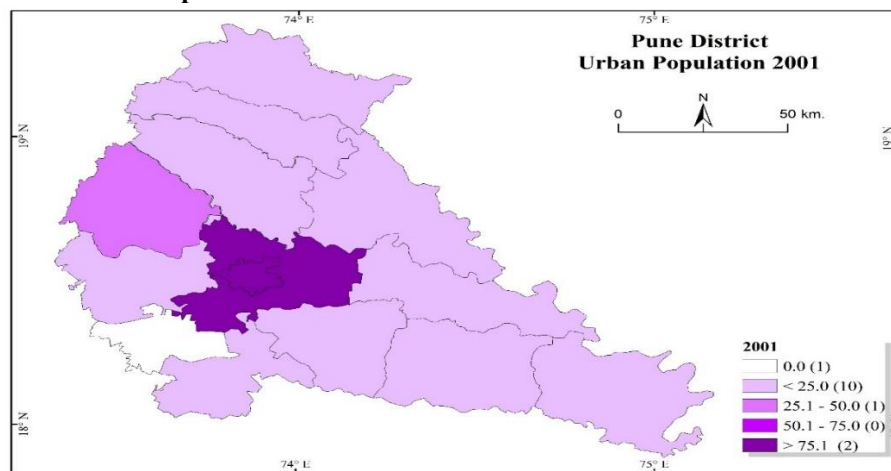 74° E
75° E
Pune District
Urban Population 2001
N
0
50 km.
19° N
19° N
2001
0.0 (1)
< 25.0 (10)
25.1 - 50.0 (1)
50.1 - 75.0 (0)
> 75.1 (2)
18° N
74° E
75° E